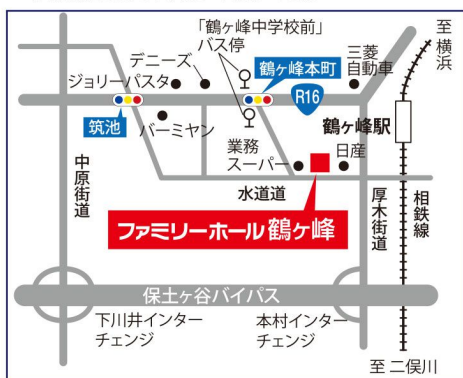 「鶴ヶ峰中学校前」
バス停
至
横
浜
デニーズ
三菱
自動車
ジョリーパスタ
鶴ヶ峰本町
R16
筑池
バーミヤン
鶴ヶ峰駅
業務
スーパー
日産
中原街道
水道道
厚木街道
相鉄線
ファミリーホール鶴ヶ峰
保土ヶ谷バイパス
下川井インター
チェンジ
本村インター
チェンジ
至 二俣川